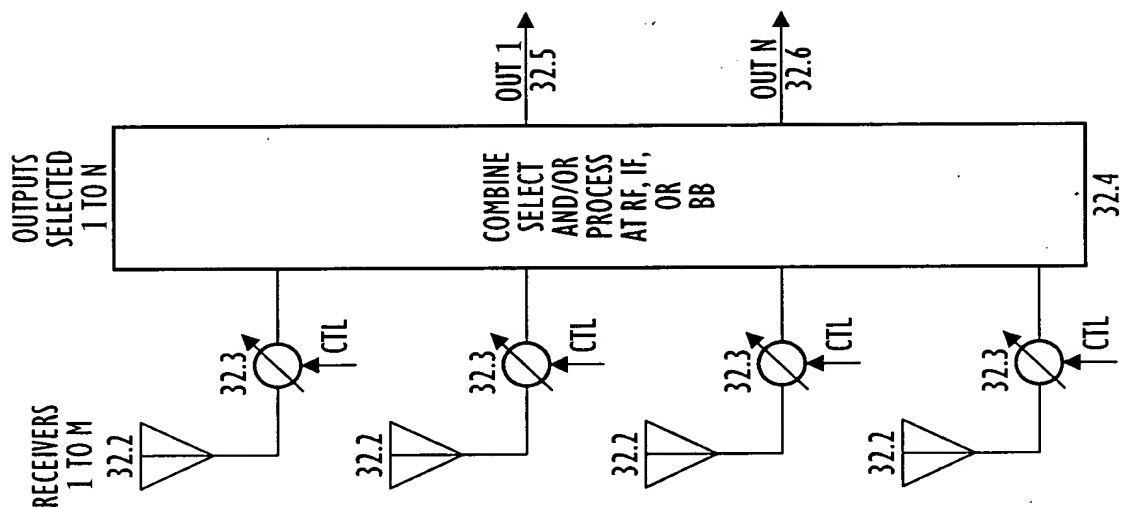 RECEIVERS
1 TO M
32.2
32.2
32.2
32.2
32.3
32.3
32.3
32.3
CTL
CTL
CTL
CTL
OUTPUTS
SELECTED
1 TO N
COMBINE
SELECT
AND/OR
PROCESS
AT RF, IF,
OR
BB
32.4
OUT 1
32.5
OUT N
32.6